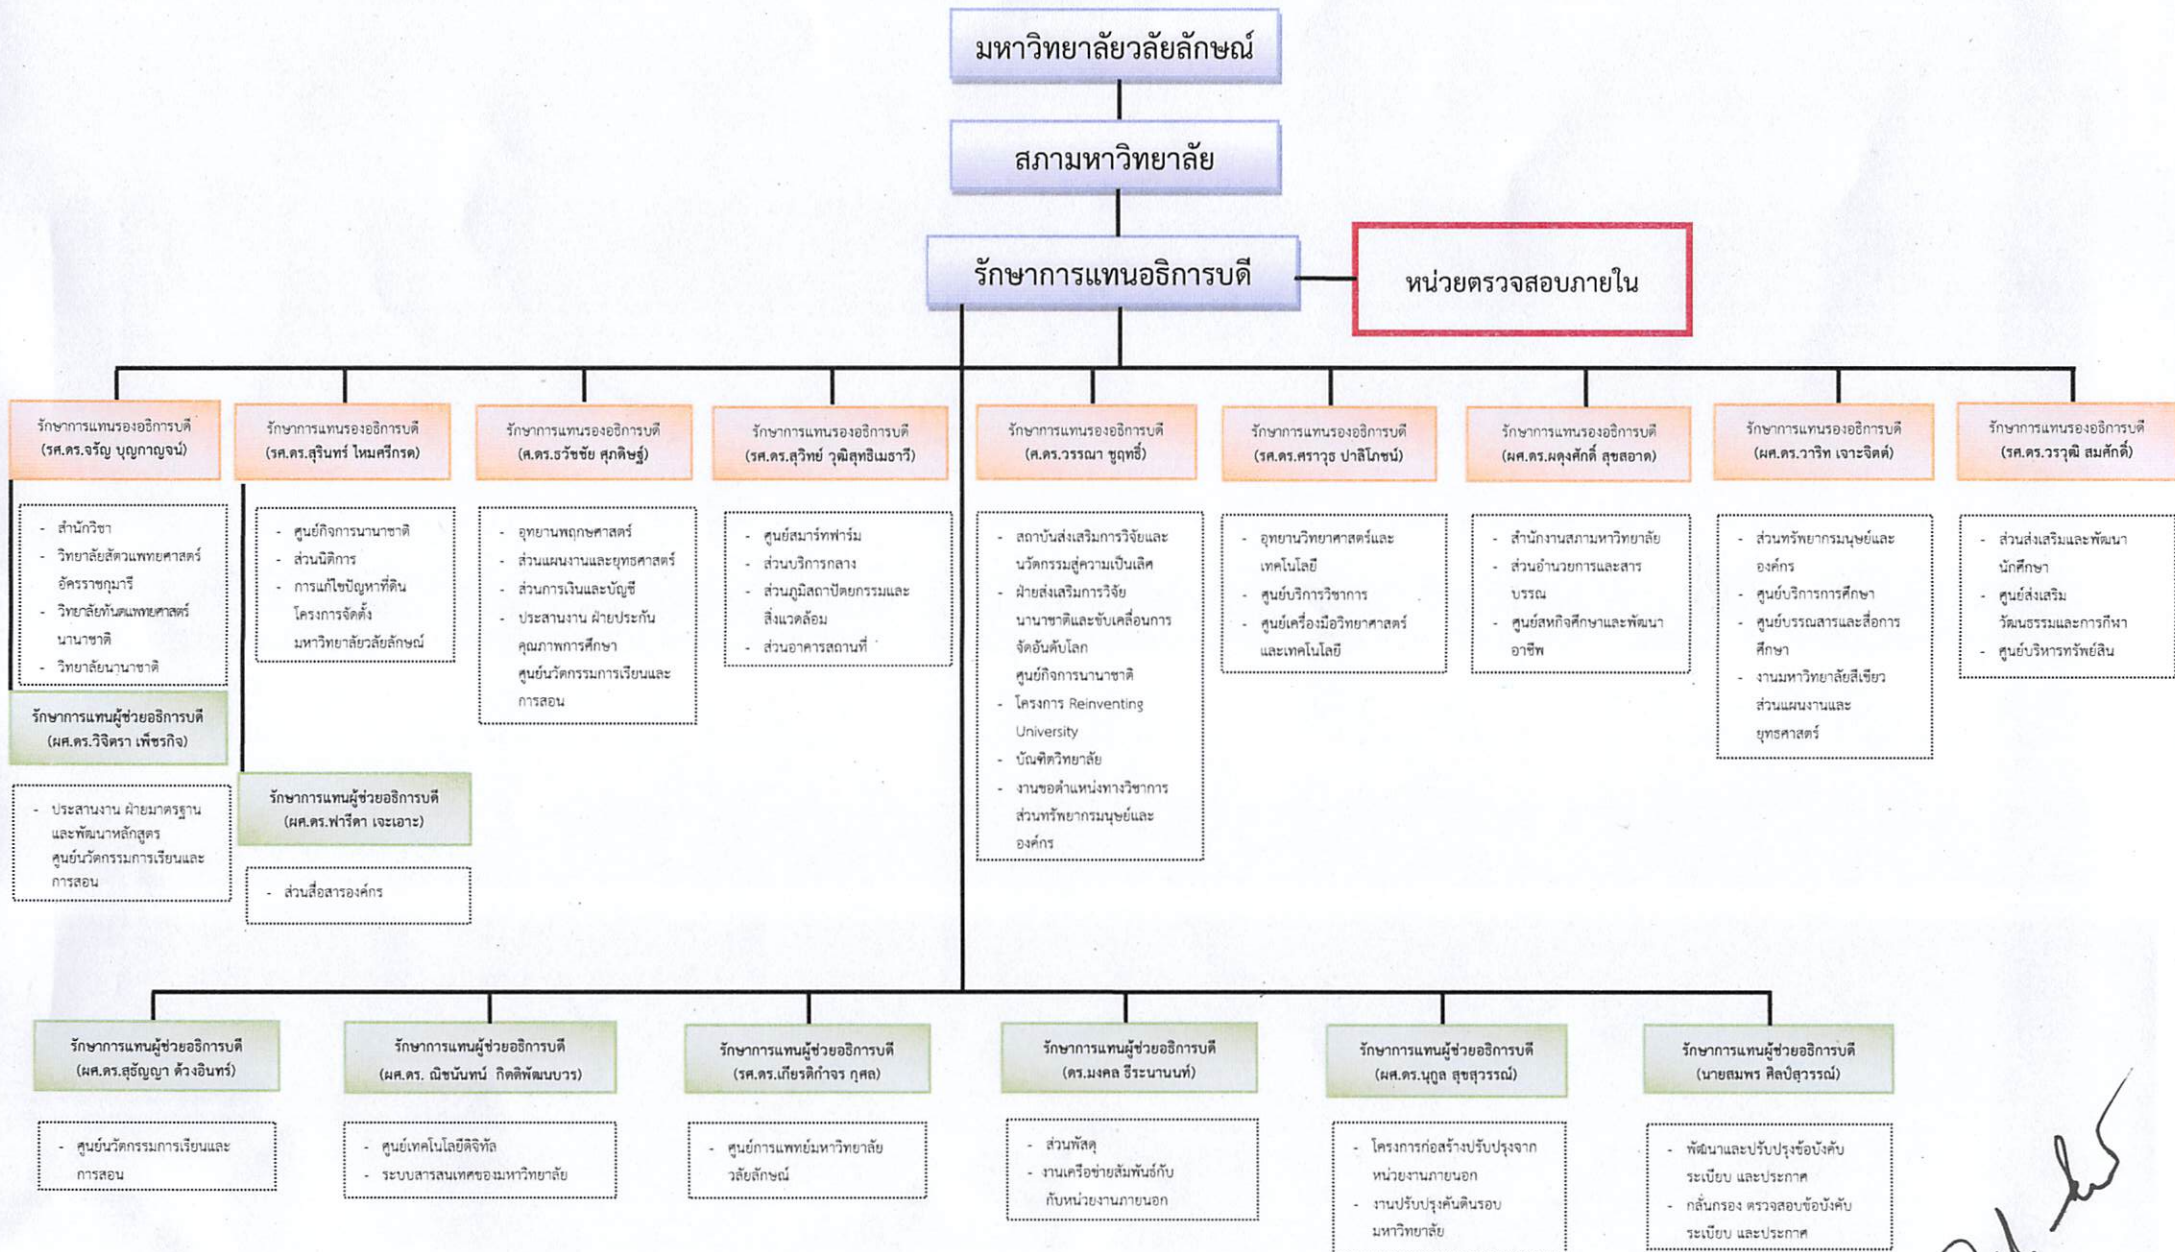 มหาวิทยาลัยวลัยลักษณ์
สภามหาวิทยาลัย
รักษาการแทนอธิการบดี
หน่วยตรวจสอบภายใน
รักษาการแทนรองอธิการบดี
(รศ.ดร.จรัญ บุญกาญจน์)
- สำนักวิชา
- วิทยาลัยสัตวแพทยศาสตร์
อัครราชกุมารี
- วิทยาลัยทันตแพทยศาสตร์
นานาชาติ
- วิทยาลัยนานาชาติ
รักษาการแทนผู้ช่วยอธิการบดี
(ผศ.ดร.วิจิตรา เพ็ชรกิจ)
- ประสานงาน ฝ่ายมาตรฐาน
และพัฒนาหลักสูตร
ศูนย์นวัตกรรมการเรียนและ
การสอน
รักษาการแทนรองอธิการบดี
(รศ.ดร.สุรินทร์ ไหมศรีกรด)
- ศูนย์กิจการนานาชาติ
- ส่วนนิติการ
- การแก้ไขปัญหาที่ดิน
โครงการจัดตั้ง
มหาวิทยาลัยวลัยลักษณ์
รักษาการแทนผู้ช่วยอธิการบดี
(ผศ.ดร.ฟารีดา เจะเอาะ)
- ส่วนสื่อสารองค์กร
รักษาการแทนรองอธิการบดี
(ศ.ดร.ธวัชชัย ศุภดิษฐ์)
- อุทยานพฤกษศาสตร์
- ส่วนแผนงานและยุทธศาสตร์
- ส่วนการเงินและบัญชี
- ประสานงาน ฝ่ายประกัน
คุณภาพการศึกษา
ศูนย์นวัตกรรมการเรียนและ
การสอน
รักษาการแทนรองอธิการบดี
(รศ.ดร.สุวิทย์ วุฒิสุทธิเมธาวี)
- ศูนย์สมาร์ทฟาร์ม
- ส่วนบริการกลาง
- ส่วนภูมิสถาปัตยกรรมและ
สิ่งแวดล้อม
- ส่วนอาคารสถานที่
รักษาการแทนรองอธิการบดี
(ศ.ดร.วรรณา ชูฤทธิ์)
- สถาบันส่งเสริมการวิจัยและ
นวัตกรรมสู่ความเป็นเลิศ
- ฝ่ายส่งเสริมการวิจัย
นานาชาติและขับเคลื่อนการ
จัดอันดับโลก
ศูนย์กิจการนานาชาติ
- โครงการ Reinventing
University
- บัณฑิตวิทยาลัย
- งานขอตำแหน่งทางวิชาการ
ส่วนทรัพยากรมนุษย์และ
องค์กร
รักษาการแทนรองอธิการบดี
(รศ.ดร.ศราวุธ ปาลิโภชน์)
- อุทยานวิทยาศาสตร์และ
เทคโนโลยี
- ศูนย์บริการวิชาการ
- ศูนย์เครื่องมือวิทยาศาสตร์
และเทคโนโลยี
รักษาการแทนรองอธิการบดี
(ผศ.ดร.ผดุงศักดิ์ สุขสอาด)
- สำนักงานสภามหาวิทยาลัย
- ส่วนอำนวยการและสาร
บรรณ
- ศูนย์สหกิจศึกษาและพัฒนา
อาชีพ
รักษาการแทนรองอธิการบดี
(ผศ.ดร.วาริท เจาะจิตต์)
- ส่วนทรัพยากรมนุษย์และ
องค์กร
- ศูนย์บริการการศึกษา
- ศูนย์บรรณสารและสื่อการ
ศึกษา
- งานมหาวิทยาลัยสีเขียว
ส่วนแผนงานและ
ยุทธศาสตร์
รักษาการแทนรองอธิการบดี
(รศ.ดร.วรวุฒิ สมศักดิ์)
- ส่วนส่งเสริมและพัฒนา
นักศึกษา
- ศูนย์ส่งเสริม
วัฒนธรรมและการกีฬา
- ศูนย์บริหารทรัพย์สิน
รักษาการแทนผู้ช่วยอธิการบดี
(ผศ.ดร.สุธัญญา ด้วงอินทร์)
- ศูนย์นวัตกรรมการเรียนและ
การสอน
รักษาการแทนผู้ช่วยอธิการบดี
(ผศ.ดร. ณิชนันทน์ กิตติพัฒนบวร)
- ศูนย์เทคโนโลยีดิจิทัล
- ระบบสารสนเทศของมหาวิทยาลัย
รักษาการแทนผู้ช่วยอธิการบดี
(รศ.ดร.เกียรติกำจร กุศล)
- ศูนย์การแพทย์มหาวิทยาลัย
วลัยลักษณ์
รักษาการแทนผู้ช่วยอธิการบดี
(ดร.มงคล ธีระนานนท์)
- ส่วนพัสดุ
- งานเครือข่ายสัมพันธ์กับ
กับหน่วยงานภายนอก
รักษาการแทนผู้ช่วยอธิการบดี
(ผศ.ดร.นุกูล สุขสุวรรณ์)
- โครงการก่อสร้างปรับปรุงจาก
หน่วยงานภายนอก
- งานปรับปรุงคันดินรอบ
มหาวิทยาลัย
รักษาการแทนผู้ช่วยอธิการบดี
(นายสมพร ศิลป์สุวรรณ์)
- พัฒนาและปรับปรุงข้อบังคับ
ระเบียบ และประกาศ
- กลั่นกรอง ตรวจสอบข้อบังคับ
ระเบียบ และประกาศ